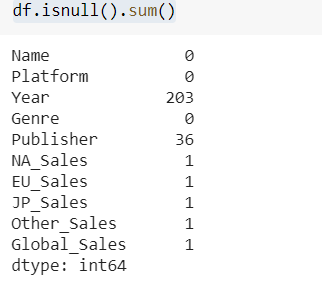 df.isnull().sum()
Name 0
Platform 0
Year 203
Genre 0
Publisher 36
NA_Sales 1
EU_Sales 1
JP_Sales 1
Other_Sales 1
Global_Sales 1
dtype: int64